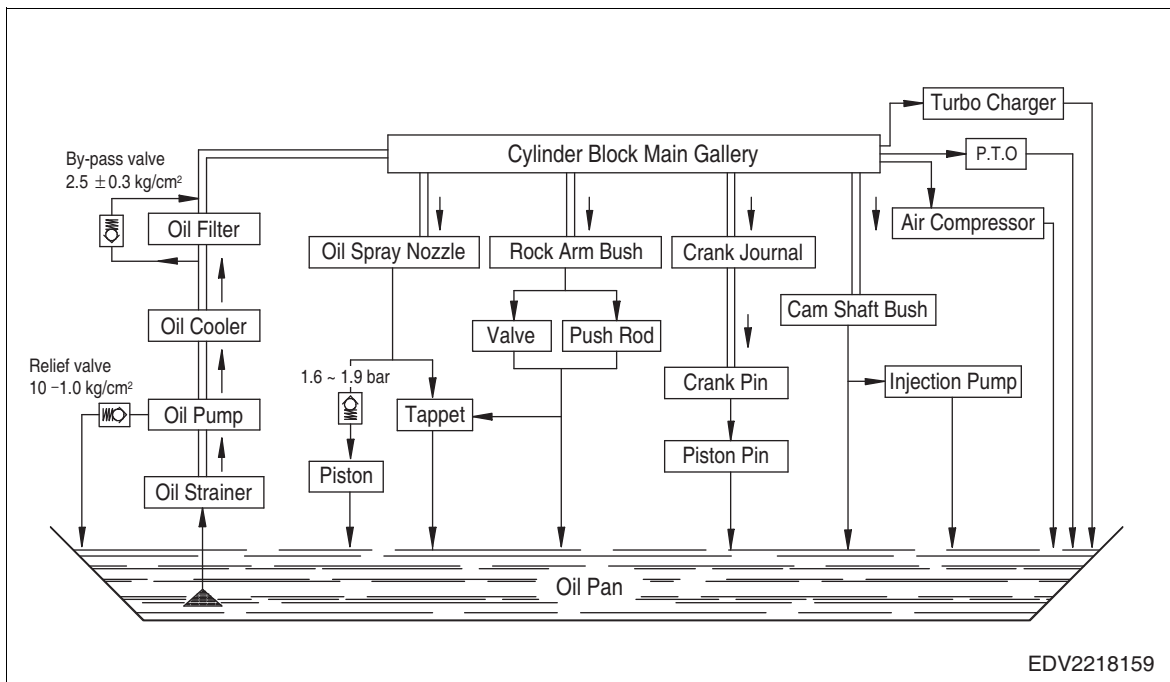 Turbo Charger
Cylinder Block Main Gallery
P.T.O
By-pass valve
2.5 ±0.3 kg/cm²
Oil Filter
Oil Spray Nozzle
Rock Arm Bush
Crank Journal
Air Compressor
Oil Cooler
Valve
Push Rod
Cam Shaft Bush
Relief valve
10 −1.0 kg/cm²
1.6 ~ 1.9 bar
Crank Pin
Injection Pump
Oil Pump
Tappet
Piston Pin
Piston
Oil Strainer
Oil Pan
EDV2218159